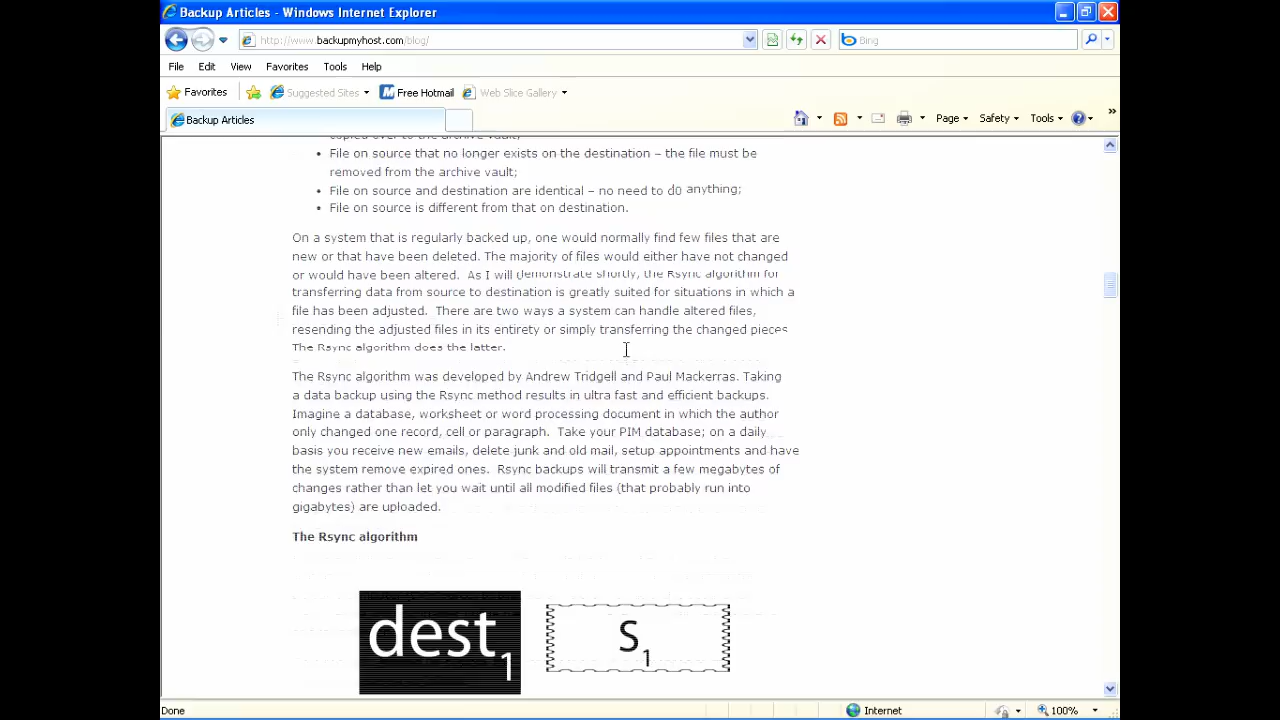 Backup Articles - Windows Internet Explorer
http://www.backupmyhost.com/blog/
Bing
File Edit View Favorites Tools Help
Favorites Suggested Sites Free Hotmail Web Slice Gallery
Backup Articles
Page Safety Tools
copied over to the archive vault;
• File on source that no longer exists on the destination – the file must be
removed from the archive vault;
• File on source and destination are identical – no need to do anything;
• File on source is different from that on destination.
On a system that is regularly backed up, one would normally find few files that are
new or that have been deleted. The majority of files would either have not changed
or would have been altered. As I will demonstrate shortly, the Rsync algorithm for
transferring data from source to destination is greatly suited for situations in which a
file has been adjusted. There are two ways a system can handle altered files,
resending the adjusted files in its entirety or simply transferring the changed pieces
The Rsync algorithm does the latter.
The Rsync algorithm was developed by Andrew Tridgell and Paul Mackerras. Taking
a data backup using the Rsync method results in ultra fast and efficient backups.
Imagine a database, worksheet or word processing document in which the author
only changed one record, cell or paragraph. Take your PIM database; on a daily
basis you receive new emails, delete junk and old mail, setup appointments and have
the system remove expired ones. Rsync backups will transmit a few megabytes of
changes rather than let you wait until all modified files (that probably run into
gigabytes) are uploaded.
The Rsync algorithm
dest1 S1
Done Internet 100%